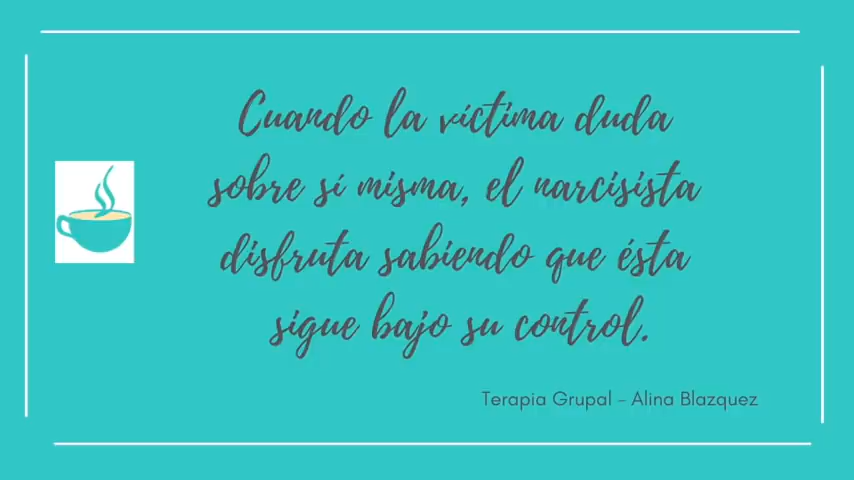 Cuando la víctima duda
sobre sí misma, el narcisista
disfruta sabiendo que ésta
sigue bajo su control.
Terapia Grupal - Alina Blazquez